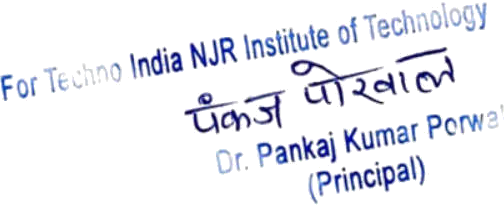 For Techno India NJR Institute of Technology
पंकज पोरवाल
Dr. Pankaj Kumar Porwal
(Principal)